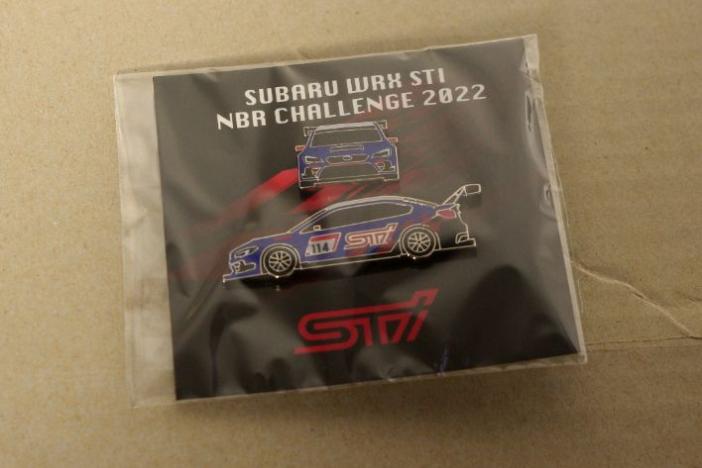 SUBARU WRX STI
NBR CHALLENGE 2022
114
STI
STI